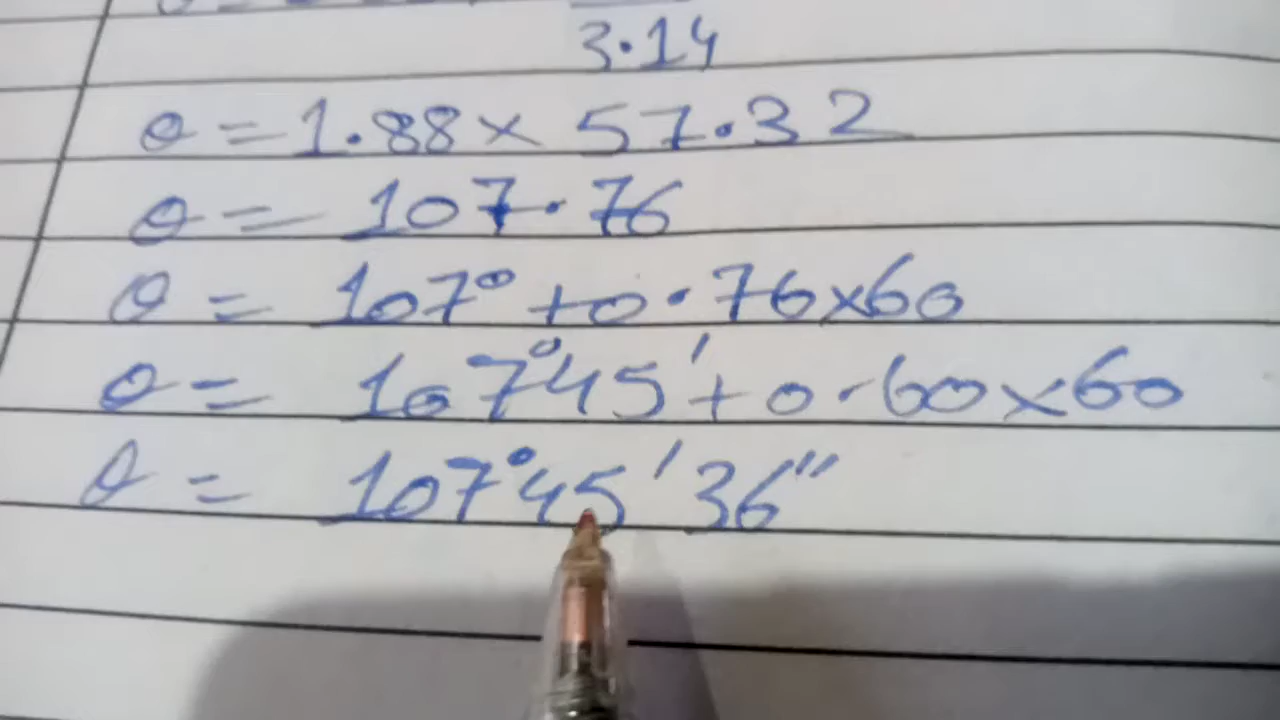 3.14
θ = 1.88 × 57.32
θ = 107.76
θ = 107° + 0.76×60
θ = 107°45' + 0.60×60
θ = 107°45'36"